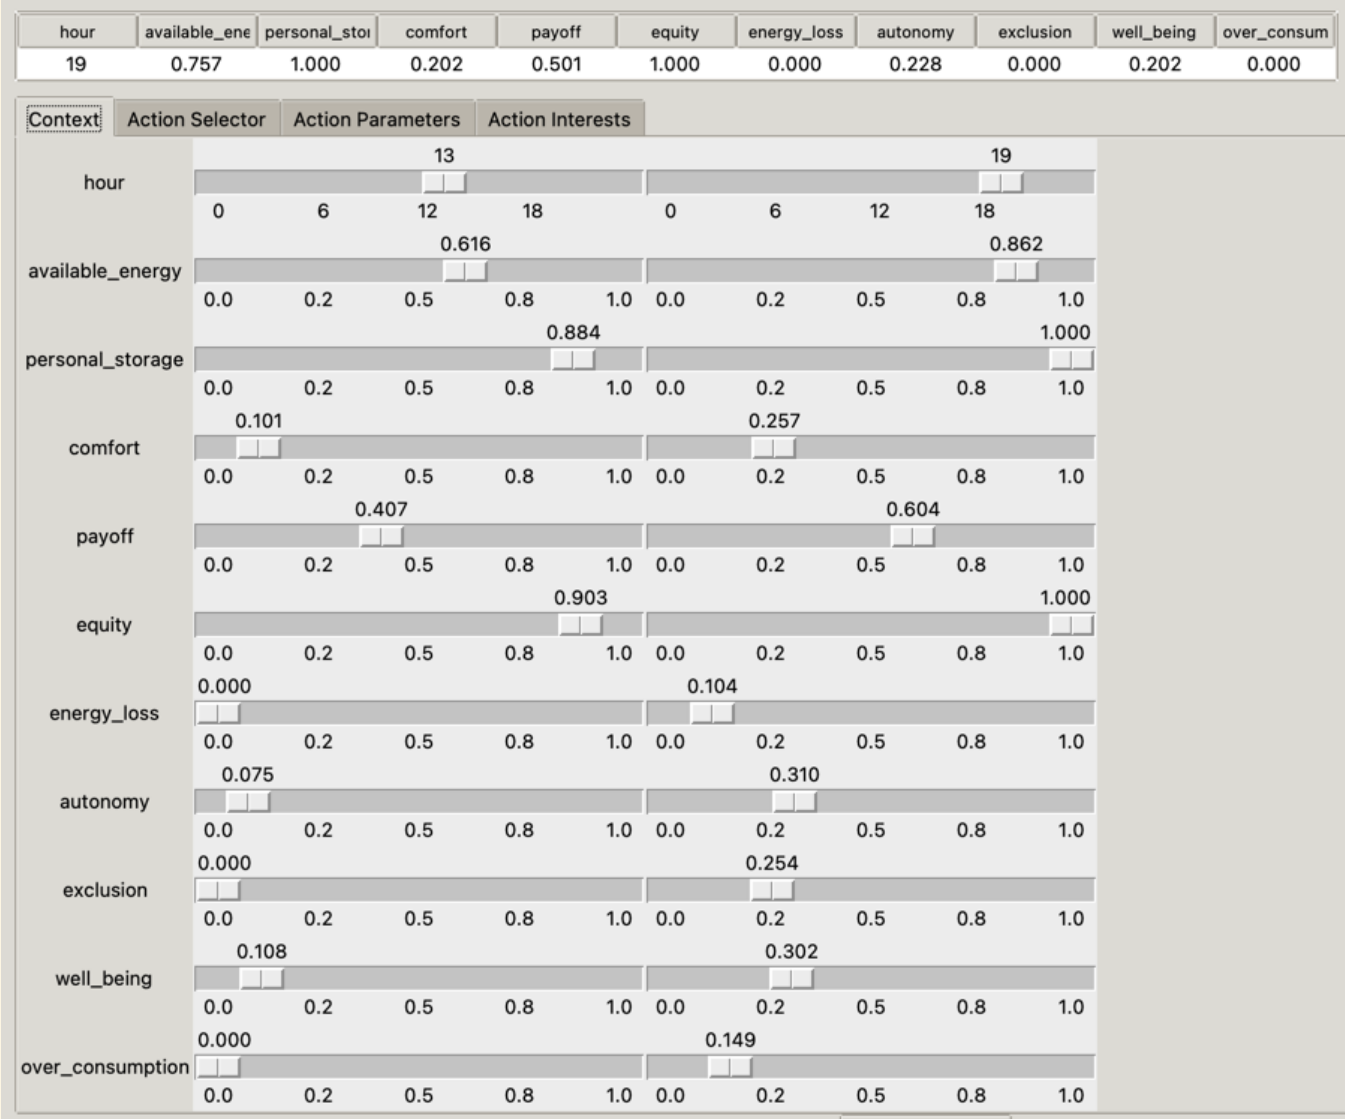 hour available_ene personal_stor comfort payoff equity energy_loss autonomy exclusion well_being over_consum
19 0.757 1.000 0.202 0.501 1.000 0.000 0.228 0.000 0.202 0.000
Context Action Selector Action Parameters Action Interests
13 19
hour
0 6 12 18 0 6 12 18
0.616 0.862
available_energy
0.0 0.2 0.5 0.8 1.0 0.0 0.2 0.5 0.8 1.0
0.884 1.000
personal_storage
0.0 0.2 0.5 0.8 1.0 0.0 0.2 0.5 0.8 1.0
0.101 0.257
comfort
0.0 0.2 0.5 0.8 1.0 0.0 0.2 0.5 0.8 1.0
0.407 0.604
payoff
0.0 0.2 0.5 0.8 1.0 0.0 0.2 0.5 0.8 1.0
0.903 1.000
equity
0.0 0.2 0.5 0.8 1.0 0.0 0.2 0.5 0.8 1.0
0.000 0.104
energy_loss
0.0 0.2 0.5 0.8 1.0 0.0 0.2 0.5 0.8 1.0
0.075 0.310
autonomy
0.0 0.2 0.5 0.8 1.0 0.0 0.2 0.5 0.8 1.0
0.000 0.254
exclusion
0.0 0.2 0.5 0.8 1.0 0.0 0.2 0.5 0.8 1.0
0.108 0.302
well_being
0.0 0.2 0.5 0.8 1.0 0.0 0.2 0.5 0.8 1.0
0.000 0.149
over_consumption
0.0 0.2 0.5 0.8 1.0 0.0 0.2 0.5 0.8 1.0